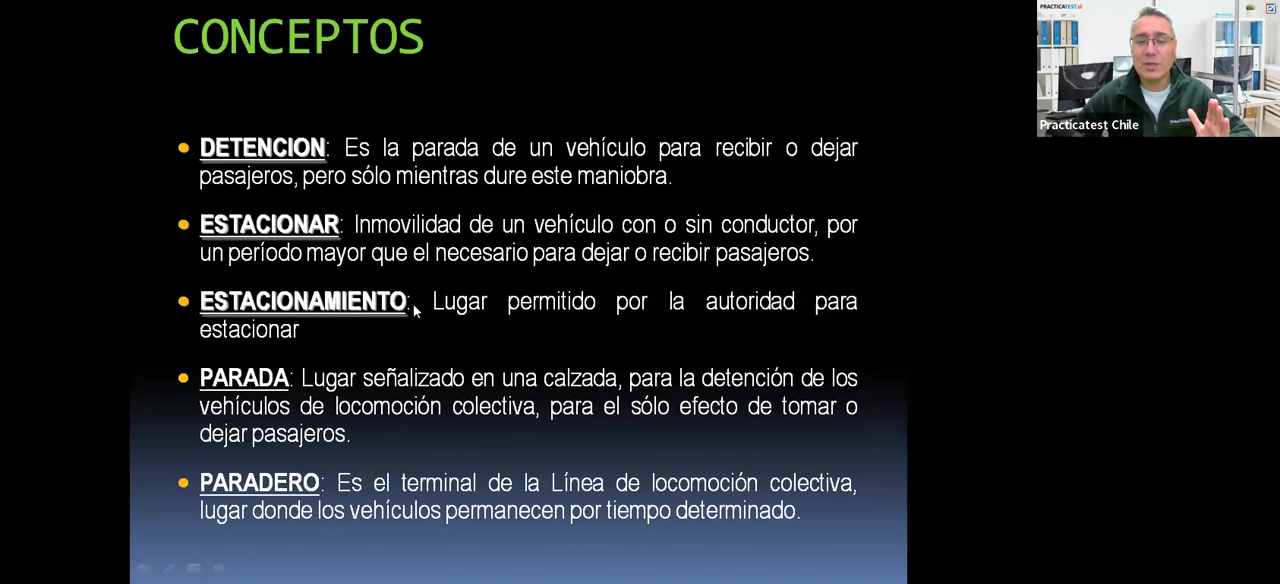 CONCEPTOS
PRACTICATEST.cl
Practicatest Chile
DETENCION: Es la parada de un vehículo para recibir o dejar
pasajeros, pero sólo mientras dure este maniobra.
ESTACIONAR: Inmovilidad de un vehículo con o sin conductor, por
un período mayor que el necesario para dejar o recibir pasajeros.
ESTACIONAMIENTO: Lugar permitido por la autoridad para
estacionar
PARADA: Lugar señalizado en una calzada, para la detención de los
vehículos de locomoción colectiva, para el sólo efecto de tomar o
dejar pasajeros.
PARADERO: Es el terminal de la Línea de locomoción colectiva,
lugar donde los vehículos permanecen por tiempo determinado.